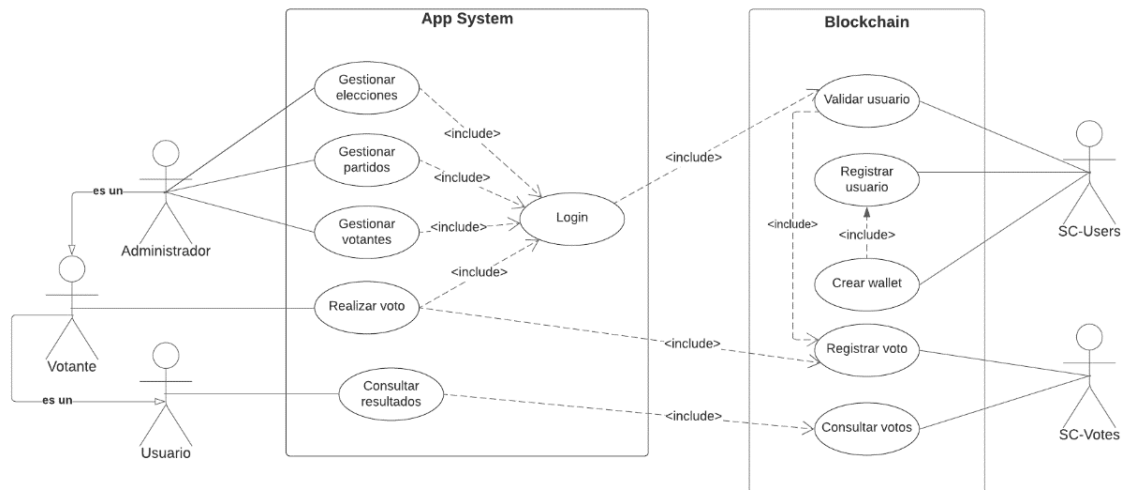 App System
Blockchain
Gestionar
elecciones
Validar usuario
<include>
Gestionar
partidos
<include>
<include>
Registrar
usuario
es un
Administrador
Gestionar
votantes
<include>
Login
<include>
<include>
SC-Users
<include>
Crear wallet
Realizar voto
Votante
<include>
Registrar voto
Consultar
resultados
es un
<include>
Consultar votos
SC-Votes
Usuario